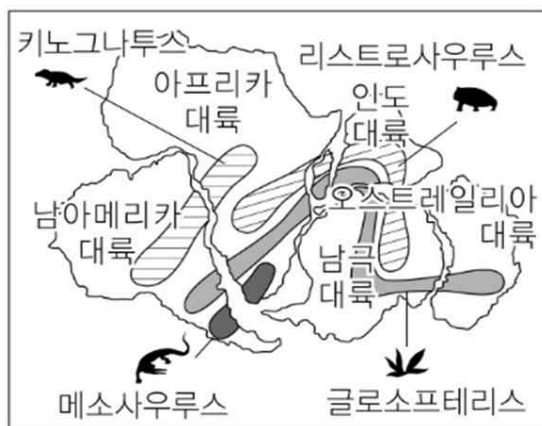 키노그나투스
리스트로사우루스
아프리카
대륙
인도
대륙
남아메리카
대륙
오스트레일리아
대륙
남극
대륙
메소사우루스
글로소프테리스